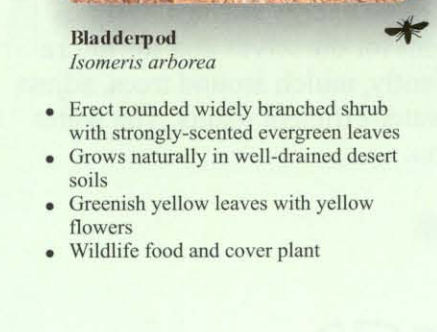 Bladderpod
Isomeris arborea
• Erect rounded widely branched shrub
with strongly-scented evergreen leaves
• Grows naturally in well-drained desert
soils
• Greenish yellow leaves with yellow
flowers
• Wildlife food and cover plant